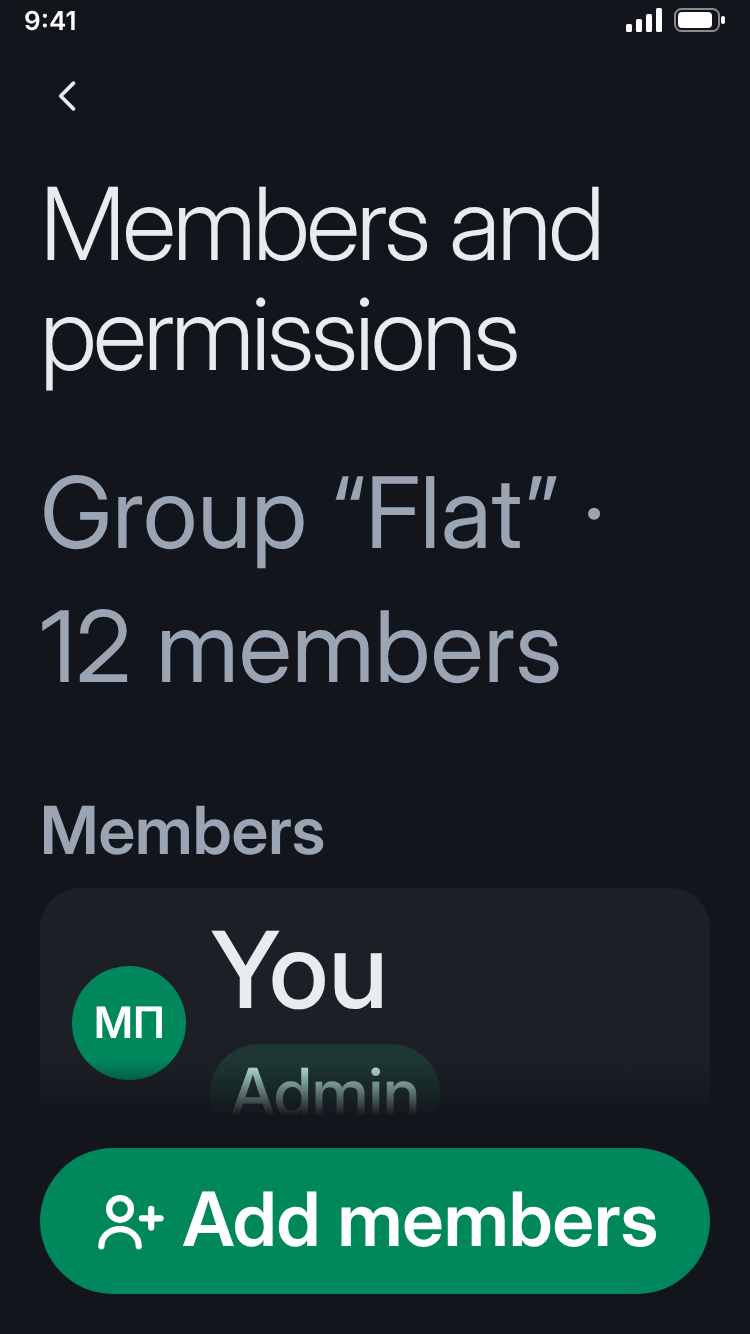 9:41
Members and
permissions
Group “Flat” ·
12 members
Members
You
МП
Admin
Add members